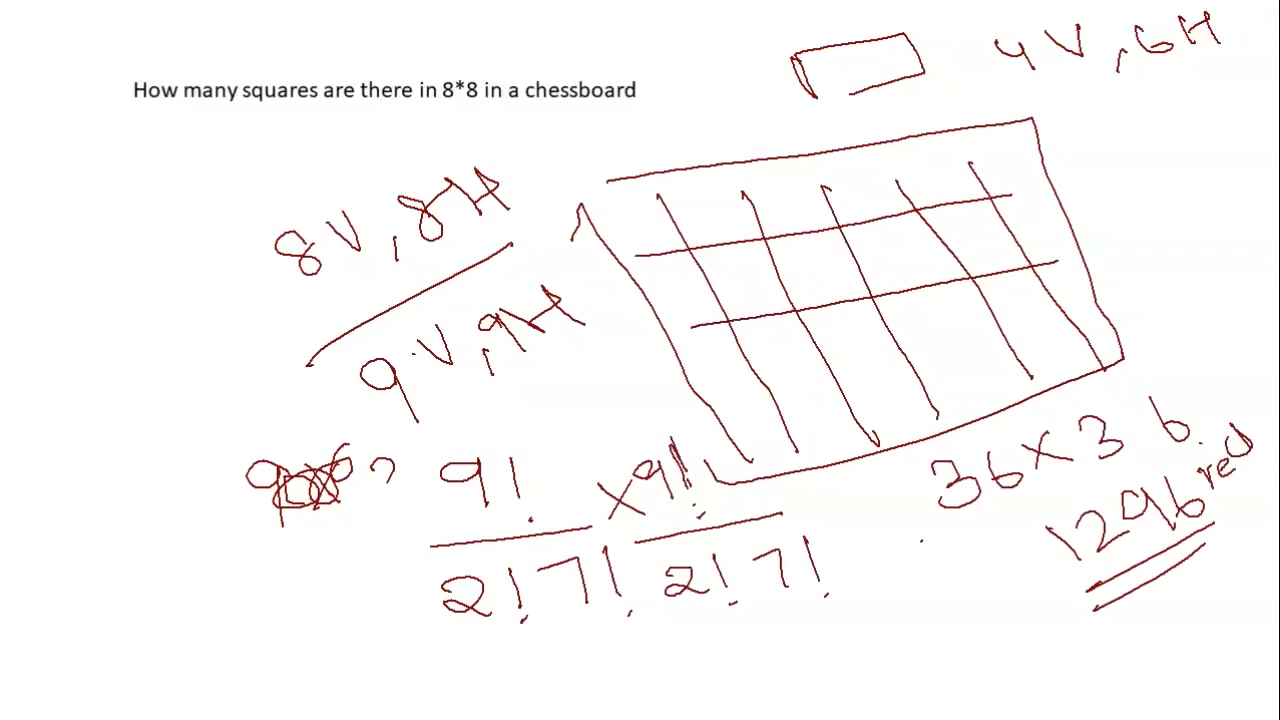 4V, 6H
How many squares are there in 8*8 in a chessboard
8V, 8H
9V, 9H
9! × 9!
2! 7! 2! 7!
36 × 36
1296 rec